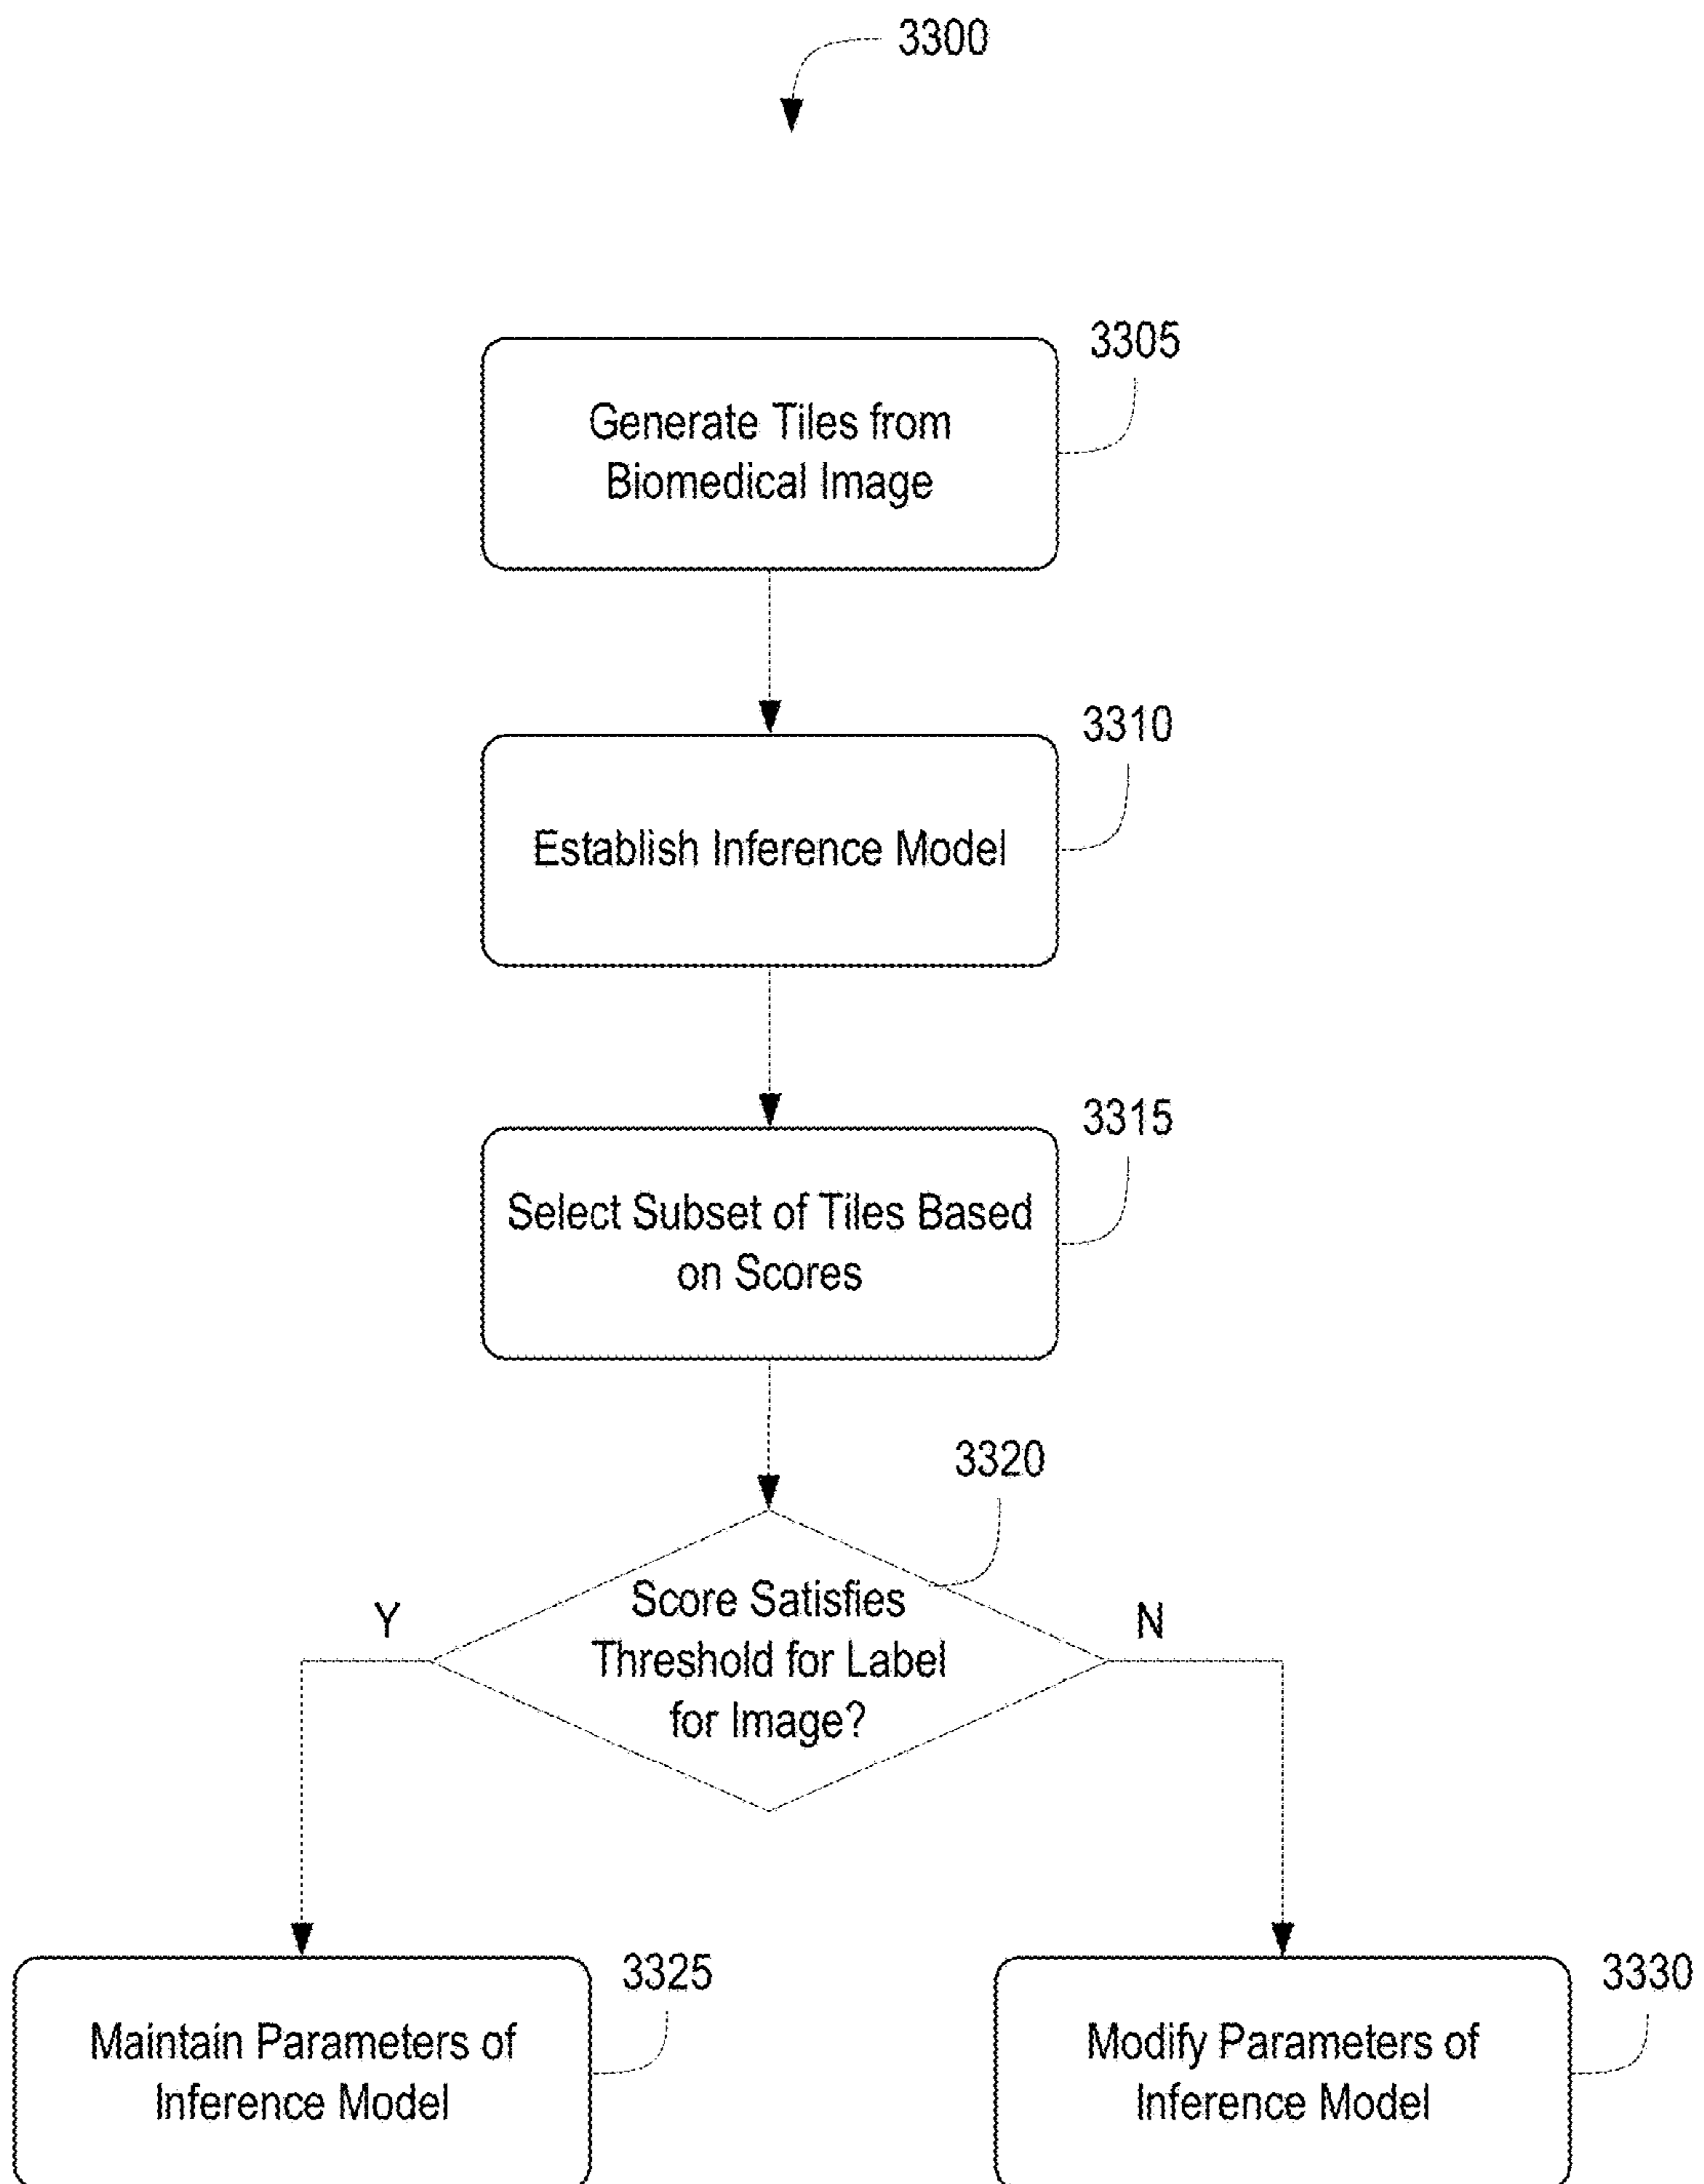 3300
3305
Generate Tiles from
Biomedical Image
3310
Establish Inference Model
3315
Select Subset of Tiles Based
on Scores
3320
Score Satisfies
Threshold for Label
for Image?
Y
N
3325
Maintain Parameters of
Inference Model
3330
Modify Parameters of
Inference Model